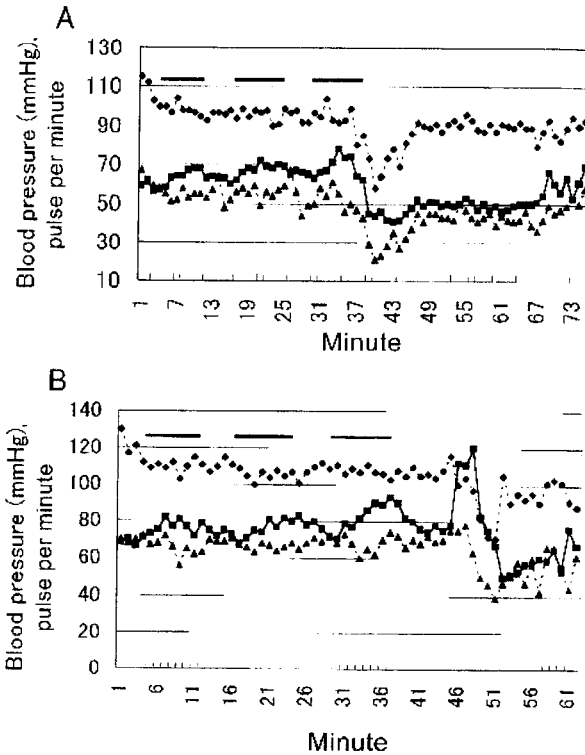 A
130
110
90
70
50
30
10
Blood pressure (mmHg),
pulse per minute
1 7 13 19 25 31 37 43 49 55 61 67 73
Minute
B
140
120
100
80
60
40
20
0
Blood pressure (mmHg),
pulse per minute
1 6 11 16 21 26 31 36 41 46 51 56 61
Minute